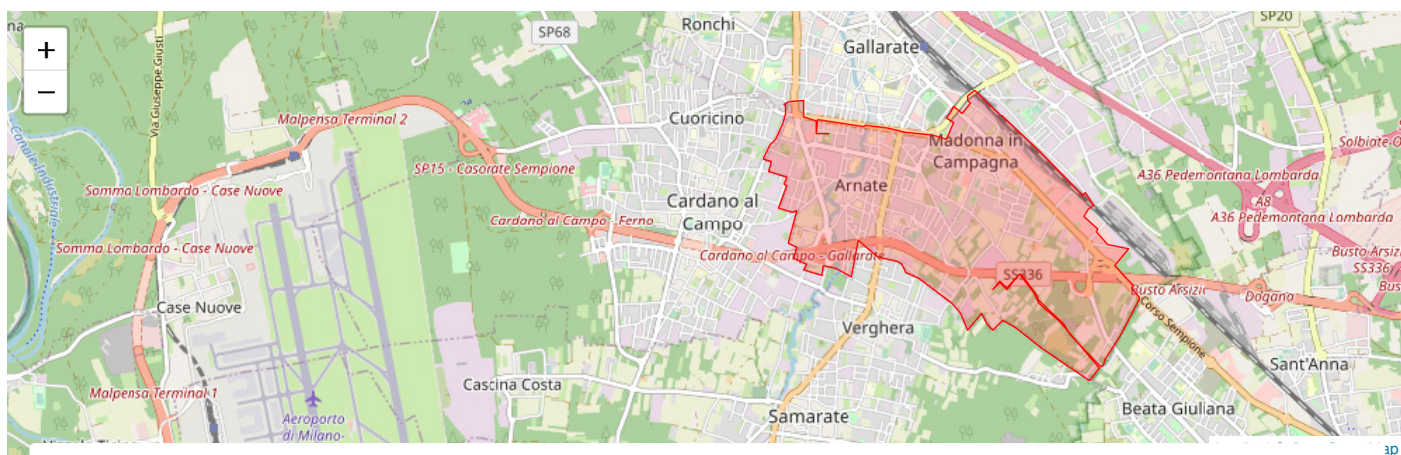 +
−
na
Via Giuseppe Giusti
Canale Industriale
SP68
Ronchi
Gallarate
SP20
Malpensa Terminal 2
Cuoricino
Madonna in
Campagna
Solbiate-O
SP15 - Casorate Sempione
Arnate
A36 Pedemontana Lombarda
Somma Lombardo - Case Nuove
Cardano al
Campo
A8
A36 Pedemontana Lombarda
Cardano al Campo - Ferno
Somma Lombardo - Case Nuove
Cardano al Campo - Gallarate
Busto Arsizi
SS336
SS336
Bus
Busto Arsizi
Dogana
Case Nuove
Verghera
Corso Sempione
Sant'Anna
Malpensa Terminal 1
Cascina Costa
Aeroporto
di Milano-
Samarate
Beata Giuliana